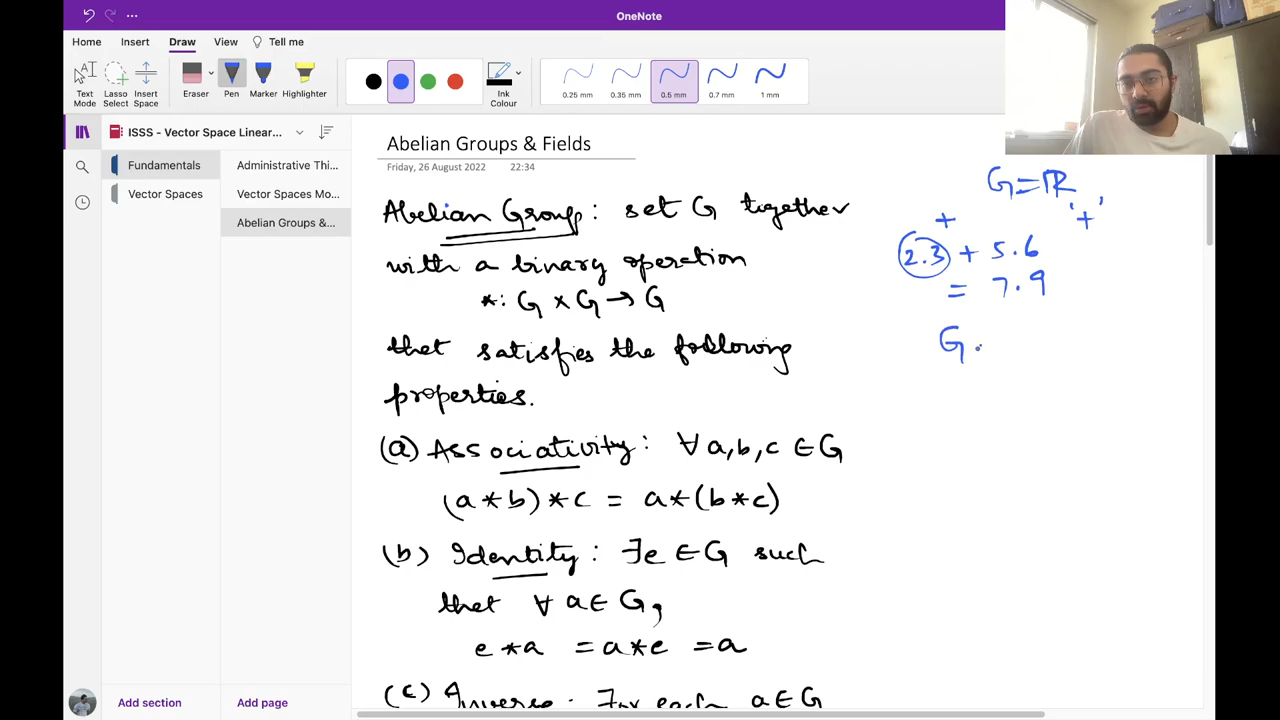 OneNote
Home Insert Draw View Tell me
Text Mode
Lasso Select
Insert Space
Eraser
Pen
Marker
Highlighter
Ink Colour
0.25 mm
0.35 mm
0.5 mm
0.7 mm
1 mm
ISSS - Vector Space Linear...
Fundamentals
Vector Spaces
Administrative Thi...
Vector Spaces Mo...
Abelian Groups &...
Abelian Groups & Fields
Friday, 26 August 2022 22:34
Abelian Group: set G together
with a binary operation
*: G × G → G
that satisfies the following
properties.
(a) Associativity: ∀ a, b, c ∈ G
(a * b) * c = a * (b * c)
(b) Identity: ∃ e ∈ G such
that ∀ a ∈ G,
e * a = a * e = a
(c) Inverse: For each a ∈ G
G = ℝ
+ '+'
2.3 + 5.6
= 7.9
G
Add section
Add page